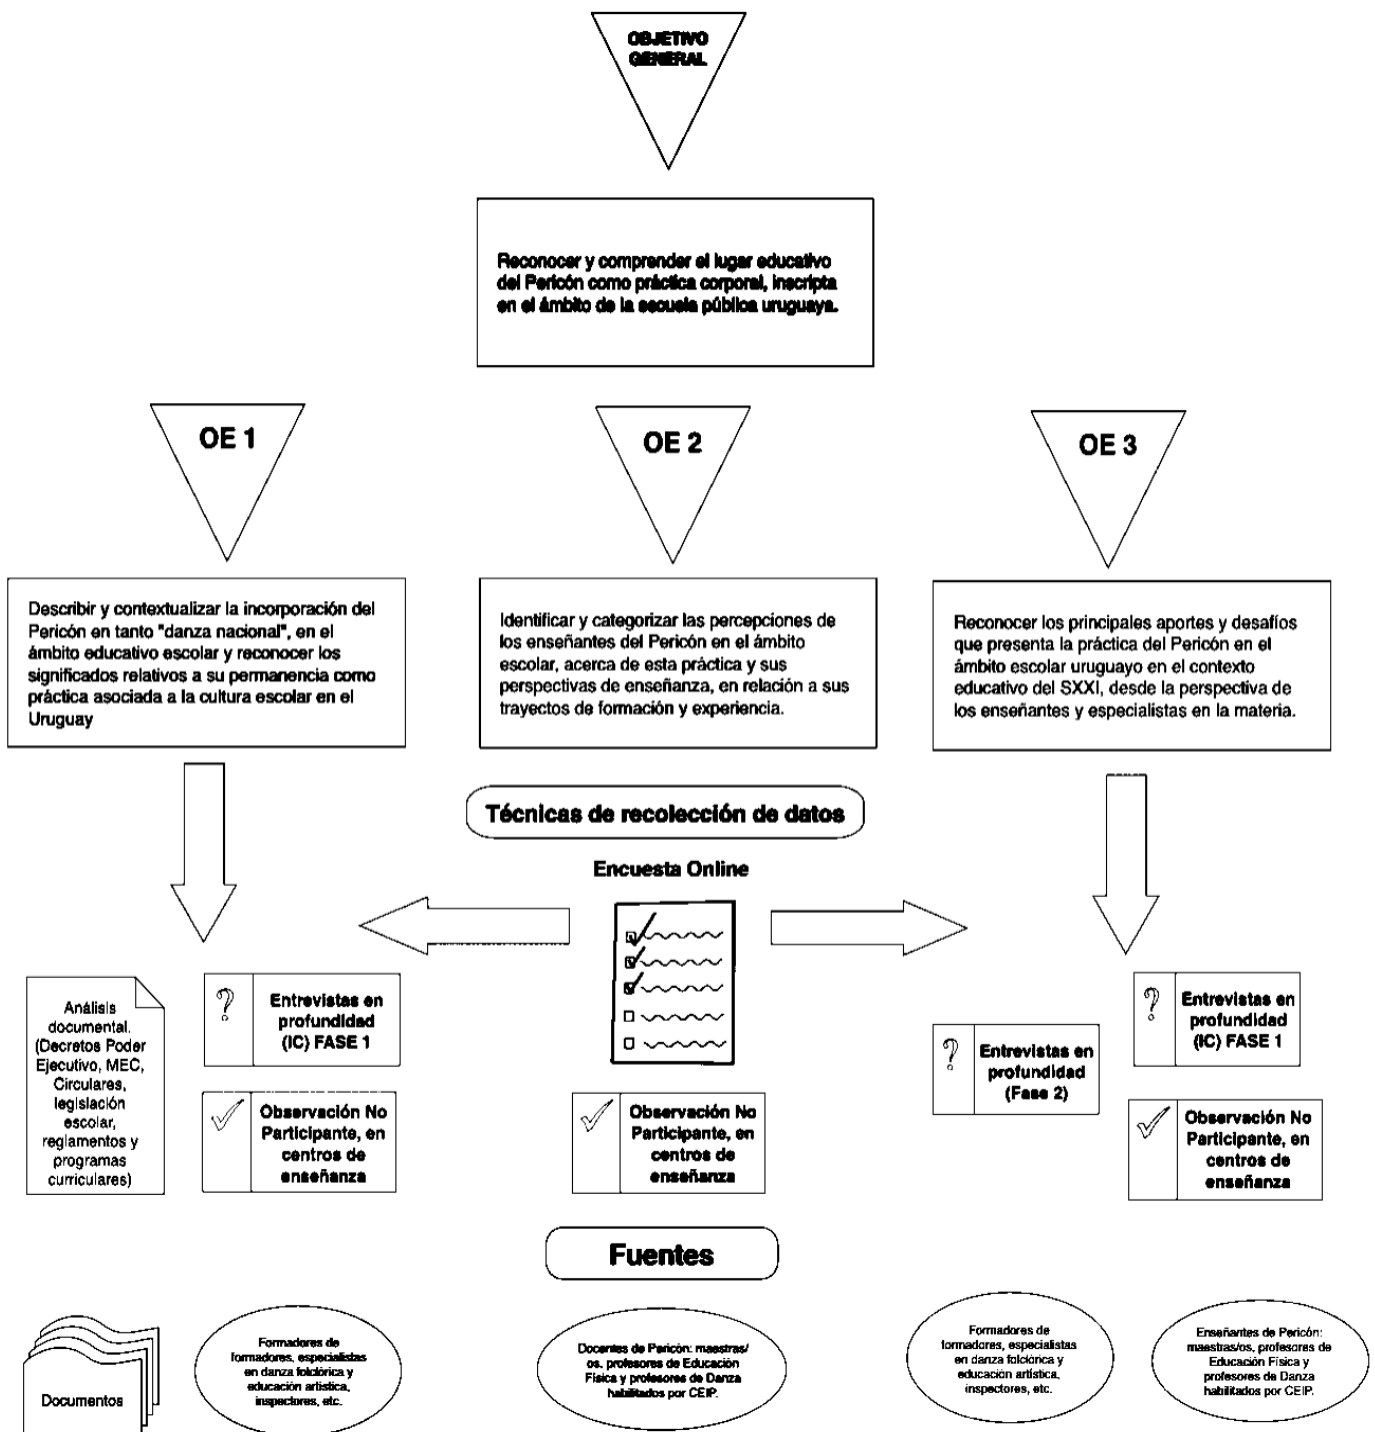 OBJETIVO
GENERAL
Reconocer y comprender el lugar educativo
del Pericón como práctica corporal, inscripta
en el ámbito de la escuela pública uruguaya.
OE 1
OE 2
OE 3
Describir y contextualizar la incorporación del
Pericón en tanto "danza nacional", en el
ámbito educativo escolar y reconocer los
significados relativos a su permanencia como
práctica asociada a la cultura escolar en el
Uruguay
Identificar y categorizar las percepciones de
los enseñantes del Pericón en el ámbito
escolar, acerca de esta práctica y sus
perspectivas de enseñanza, en relación a sus
trayectos de formación y experiencia.
Reconocer los principales aportes y desafíos
que presenta la práctica del Pericón en el
ámbito escolar uruguayo en el contexto
educativo del SXXI, desde la perspectiva de
los enseñantes y especialistas en la materia.
Técnicas de recolección de datos
Encuesta Online
Análisis
documental.
(Decretos Poder
Ejecutivo, MEC,
Circulares,
legislación
escolar,
reglamentos y
programas
curriculares)
?
Entrevistas en
profundidad
(IC) FASE 1
Observación No
Participante, en
centros de
enseñanza
Observación No
Participante, en
centros de
enseñanza
?
Entrevistas en
profundidad
(Fase 2)
?
Entrevistas en
profundidad
(IC) FASE 1
Observación No
Participante, en
centros de
enseñanza
Fuentes
Documentos
Formadores de
formadores, especialistas
en danza folclórica y
educación artística,
inspectores, etc.
Docentes de Pericón: maestras/
os, profesores de Educación
Física y profesores de Danza
habilitados por CEIP.
Formadores de
formadores, especialistas
en danza folclórica y
educación artística,
inspectores, etc.
Enseñantes de Pericón:
maestras/os, profesores de
Educación Física y
profesores de Danza
habilitados por CEIP.